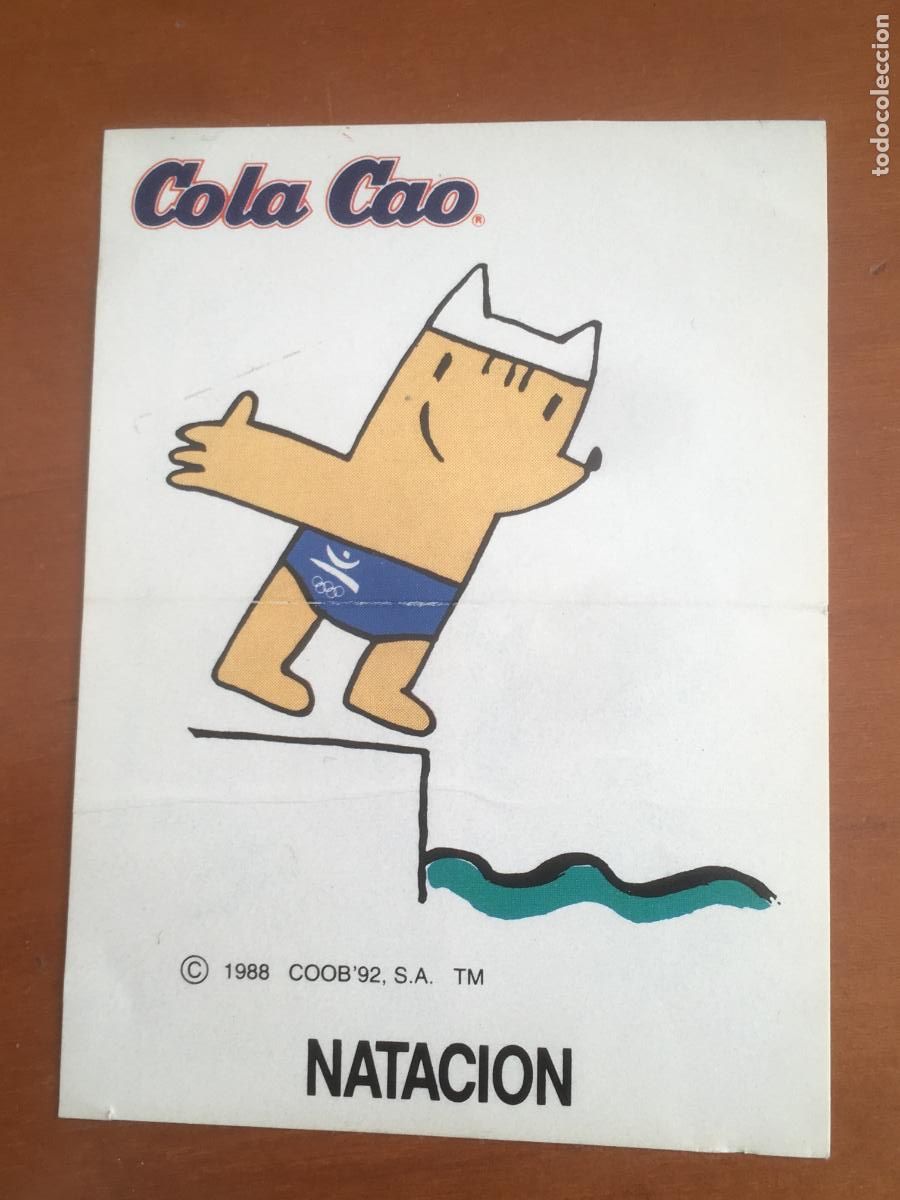 todocoleccion
Cola Cao®
© 1988 COOB'92, S.A. TM
NATACION